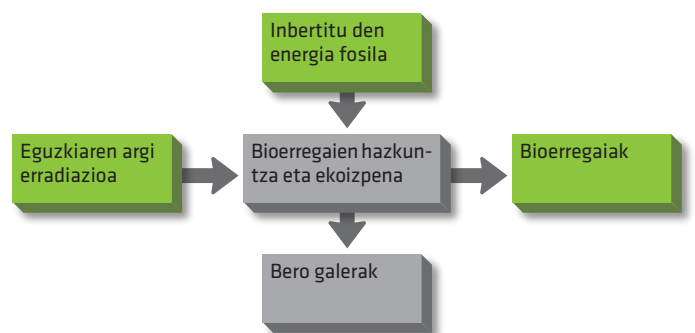 Inbertitu den
energia fosila
Eguzkiaren argi
erradiazioa
Bioerregaien hazkun-
tza eta ekoizpena
Bioerregaiak
Bero galerak